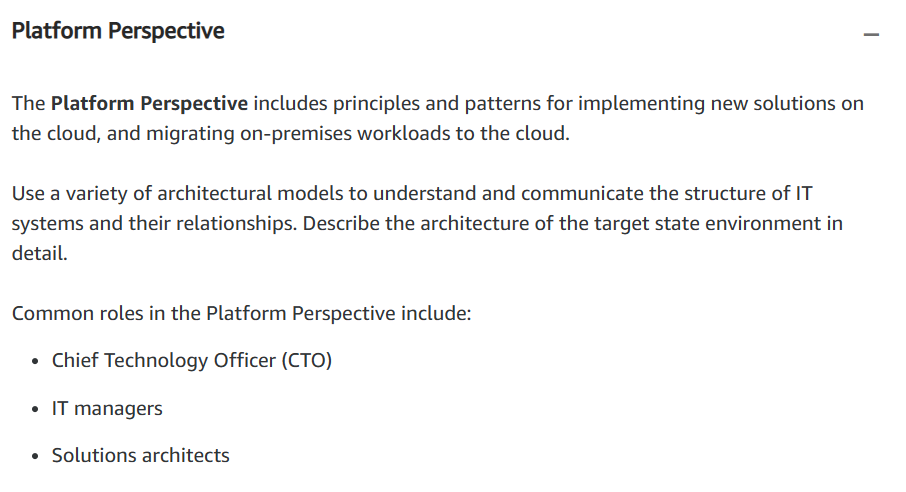 Platform Perspective
The Platform Perspective includes principles and patterns for implementing new solutions on
the cloud, and migrating on-premises workloads to the cloud.
Use a variety of architectural models to understand and communicate the structure of IT
systems and their relationships. Describe the architecture of the target state environment in
detail.
Common roles in the Platform Perspective include:
• Chief Technology Officer (CTO)
• IT managers
• Solutions architects